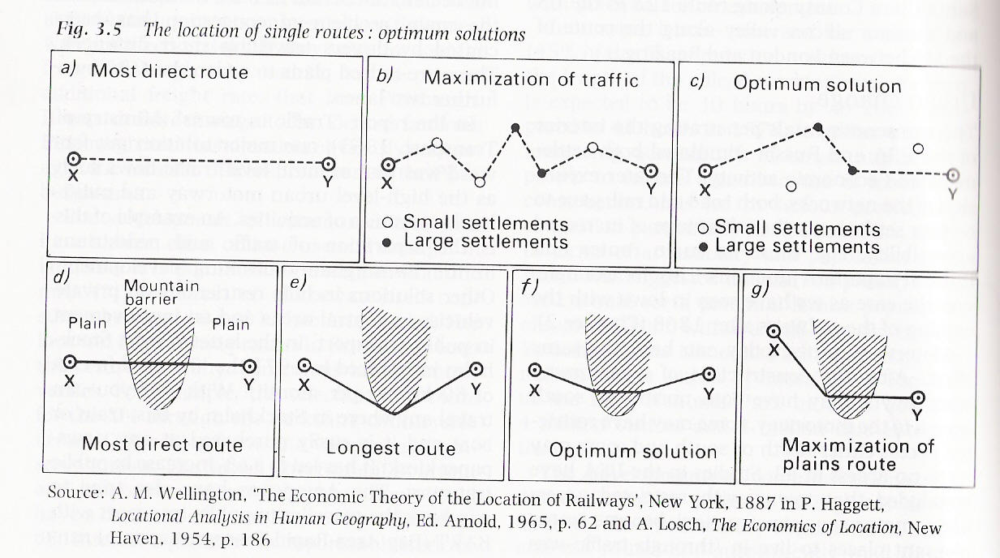 Fig. 3.5 The location of single routes : optimum solutions
a) Most direct route
X
Y
b) Maximization of traffic
X
Y
Small settlements
Large settlements
c) Optimum solution
X
Y
Small settlements
Large settlements
d)
Mountain
barrier
Plain
Plain
X
Y
Most direct route
e)
X
Y
Longest route
f)
X
Y
Optimum solution
g)
X
Y
Maximization of
plains route
Source: A. M. Wellington, 'The Economic Theory of the Location of Railways', New York, 1887 in P. Haggett,
Locational Analysis in Human Geography, Ed. Arnold, 1965, p. 62 and A. Losch, The Economics of Location, New
Haven, 1954, p 186